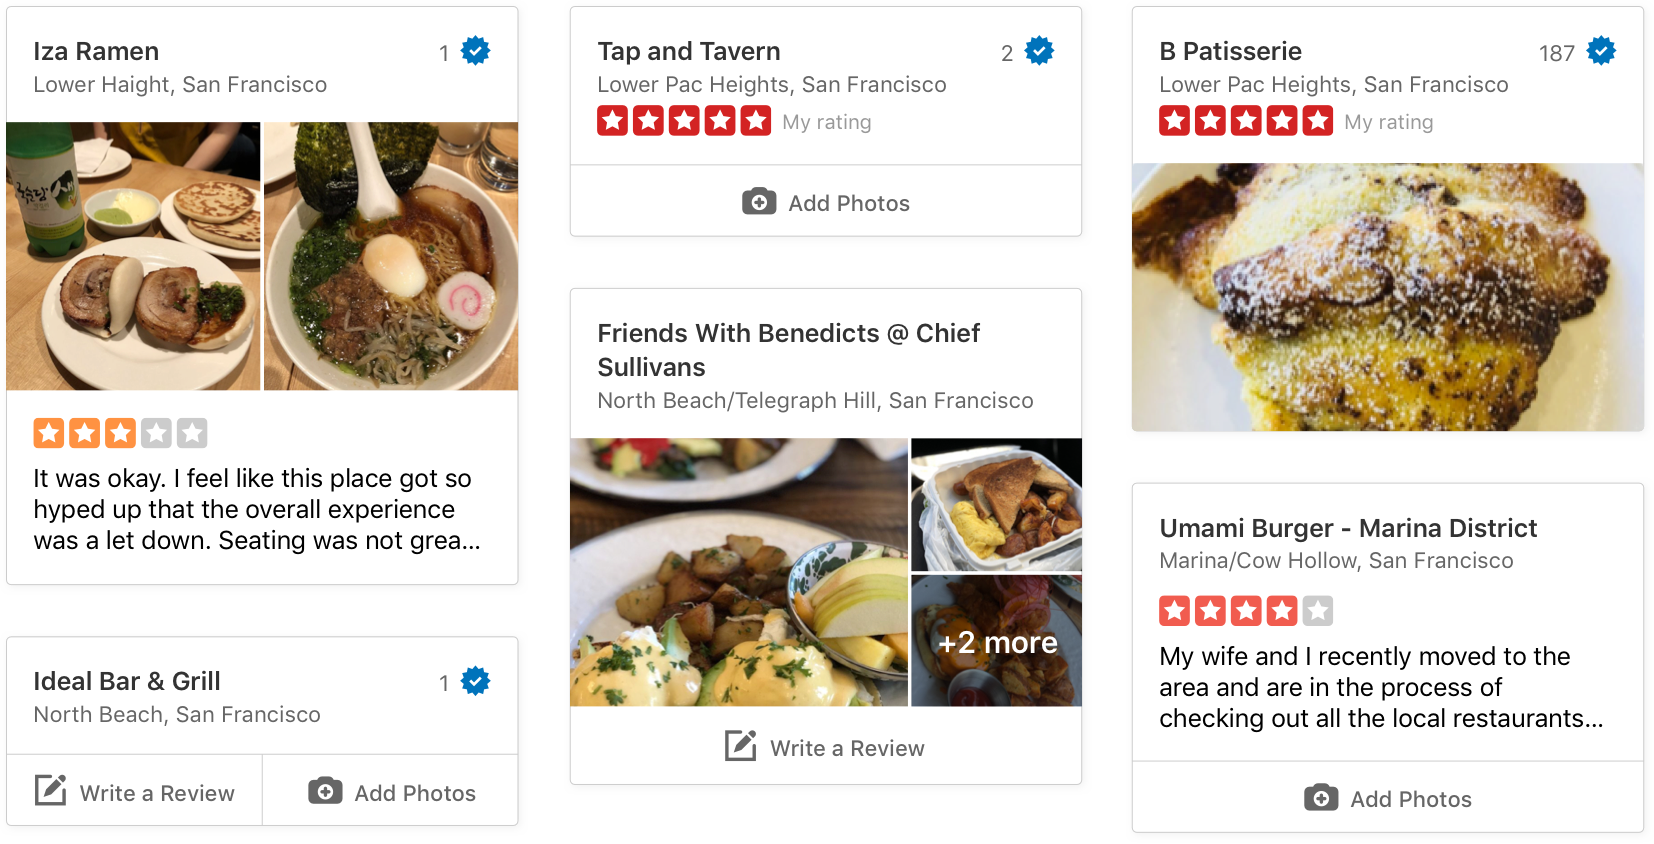 Iza Ramen
1
Lower Haight, San Francisco
It was okay. I feel like this place got so
hyped up that the overall experience
was a let down. Seating was not grea...
Ideal Bar & Grill
1
North Beach, San Francisco
Write a Review
Add Photos
Tap and Tavern
2
Lower Pac Heights, San Francisco
My rating
Add Photos
Friends With Benedicts @ Chief
Sullivans
North Beach/Telegraph Hill, San Francisco
+2 more
Write a Review
B Patisserie
187
Lower Pac Heights, San Francisco
My rating
Umami Burger - Marina District
Marina/Cow Hollow, San Francisco
My wife and I recently moved to the
area and are in the process of
checking out all the local restaurants...
Add Photos